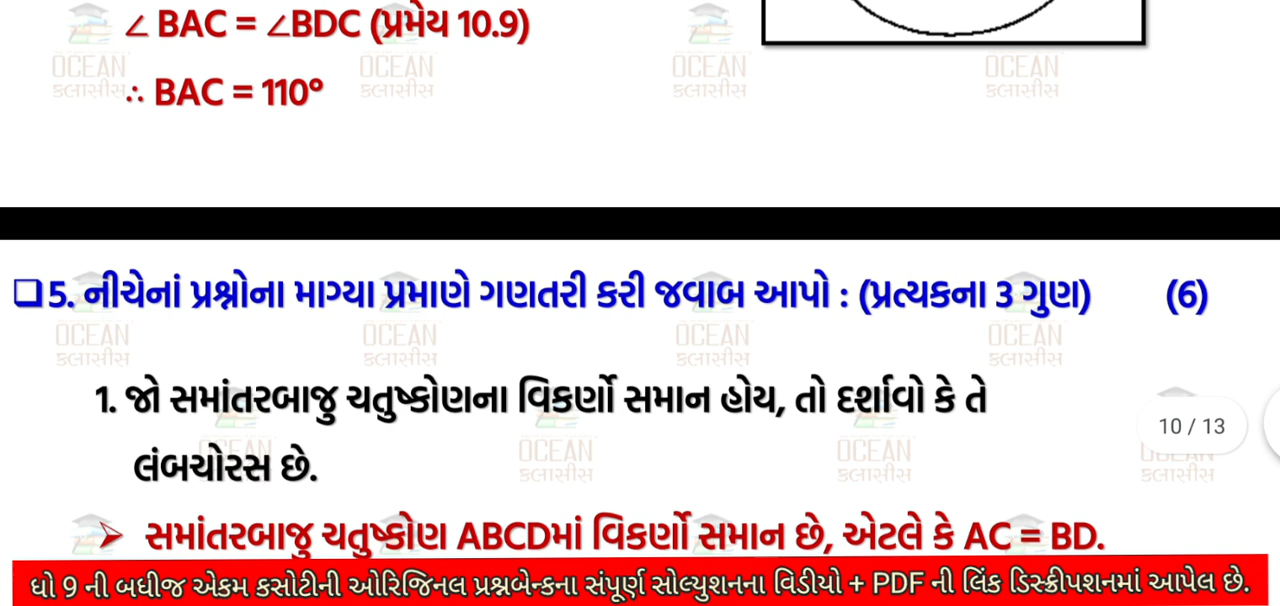 ∠ BAC = ∠BDC (પ્રમેય 10.9)
∴ BAC = 110°
❑5. નીચેનાં પ્રશ્નોના માગ્યા પ્રમાણે ગણતરી કરી જવાબ આપો : (પ્રત્યકના 3 ગુણ) (6)
1. જો સમાંતરબાજુ ચતુષ્કોણના વિકર્ણો સમાન હોય, તો દર્શાવો કે તે
લંબચોરસ છે.
10 / 13
➢ સમાંતરબાજુ ચતુષ્કોણ ABCDમાં વિકર્ણો સમાન છે, એટલે કે AC = BD.
ધો 9 ની બધીજ એકમ કસોટીની ઓરિજિનલ પ્રશ્નબેન્કના સંપૂર્ણ સોલ્યુશનના વિડીયો + PDF ની લિંક ડિસ્ક્રીપશનમાં આપેલ છે.
OCEAN
કલાસીસ